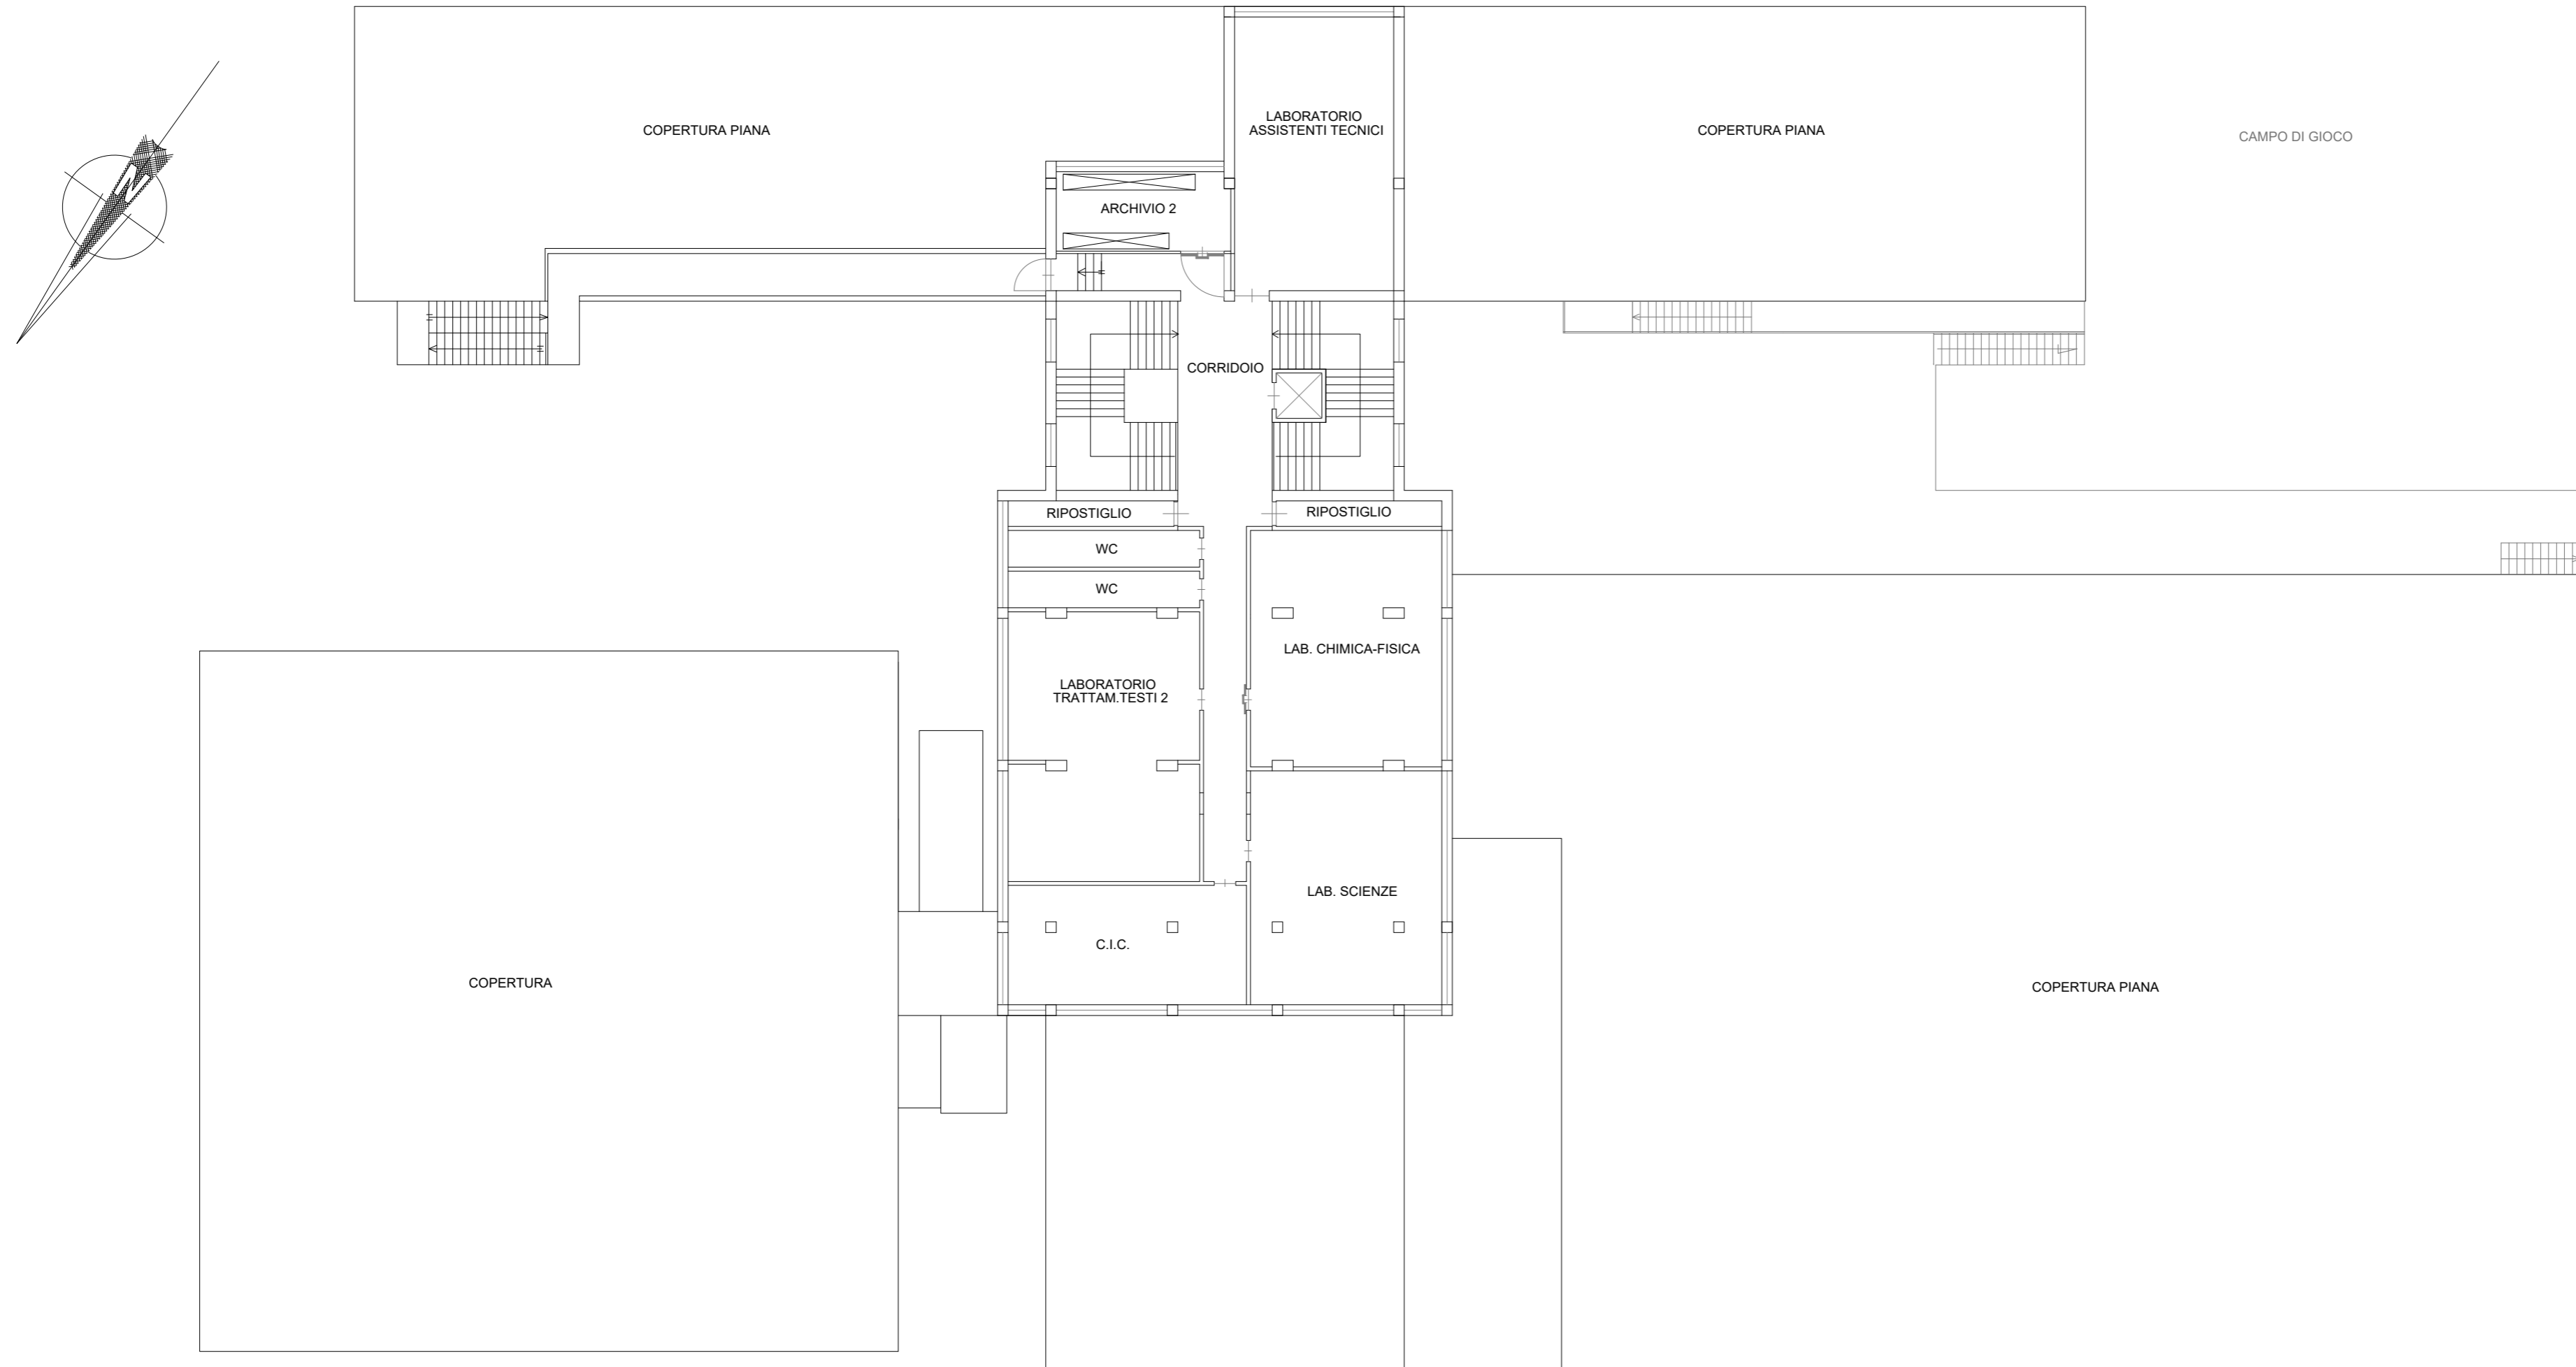 LABORATORIO
ASSISTENTI TECNICI
COPERTURA PIANA
COPERTURA PIANA
CAMPO DI GIOCO
N
ARCHIVIO 2
CORRIDOIO
RIPOSTIGLIO
RIPOSTIGLIO
WC
WC
LAB. CHIMICA-FISICA
LABORATORIO
TRATTAM.TESTI 2
LAB. SCIENZE
C.I.C.
COPERTURA
COPERTURA PIANA